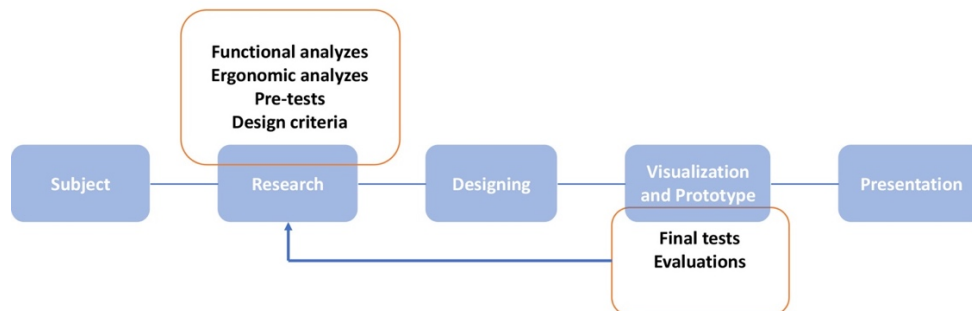 Functional analyzes
Ergonomic analyzes
Pre-tests
Design criteria
Subject
Research
Designing
Visualization
and Prototype
Presentation
Final tests
Evaluations